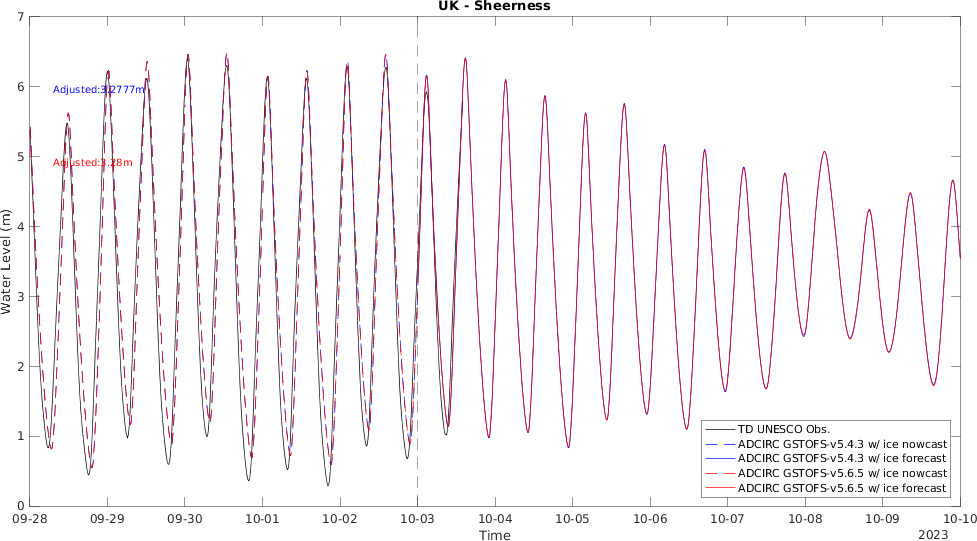 UK - Sheerness
7
6
5
4
3
2
1
0
Water Level (m)
Adjusted:3.2777m
Adjusted:3.28m
TD UNESCO Obs.
ADCIRC GSTOFS-v5.4.3 w/ ice nowcast
ADCIRC GSTOFS-v5.4.3 w/ ice forecast
ADCIRC GSTOFS-v5.6.5 w/ ice nowcast
ADCIRC GSTOFS-v5.6.5 w/ ice forecast
09-28 09-29 09-30 10-01 10-02 10-03 10-04 10-05 10-06 10-07 10-08 10-09 10-10
Time
2023